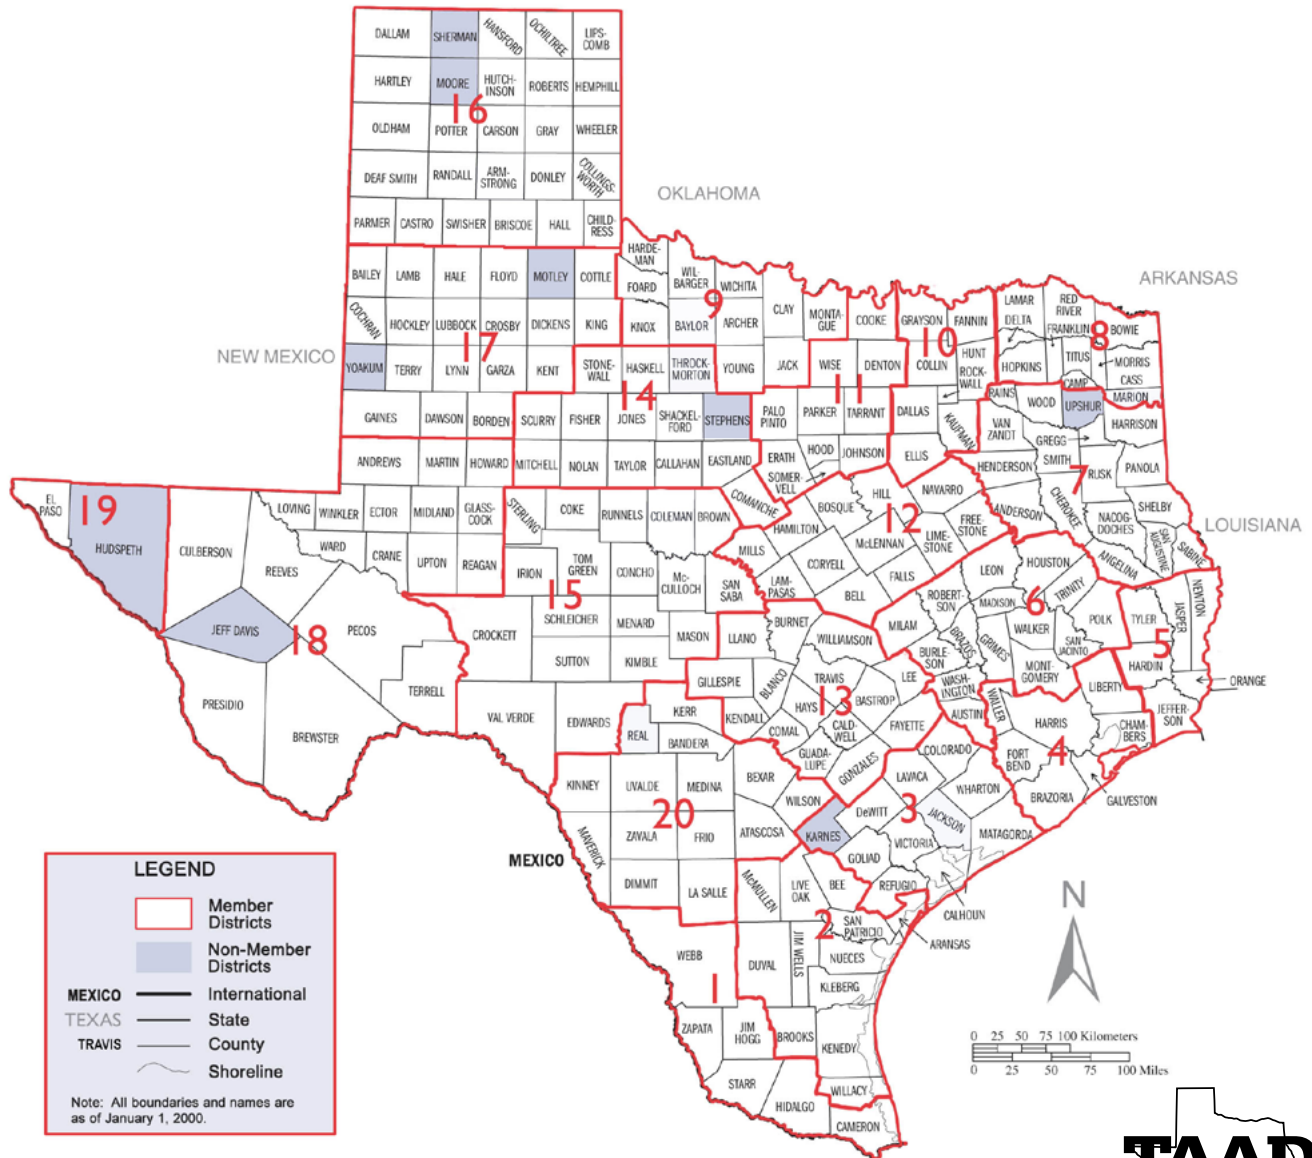 DALLAM
SHERMAN
HANSFORD
OCHILTREE
LIPS-
COMB
HARTLEY
MOORE
HUTCH-
INSON
ROBERTS
HEMPHILL
16
OLDHAM
POTTER
CARSON
GRAY
WHEELER
DEAF SMITH
RANDALL
ARM-
STRONG
DONLEY
COLLINGS-
WORTH
PARMER
CASTRO
SWISHER
BRISCOE
HALL
CHILD-
RESS
OKLAHOMA
ARKANSAS
NEW MEXICO
LOUISIANA
BAILEY
LAMB
HALE
FLOYD
MOTLEY
COTTLE
COCHRAN
HOCKLEY
LUBBOCK
CROSBY
DICKENS
KING
17
YOAKUM
TERRY
LYNN
GARZA
KENT
GAINES
DAWSON
BORDEN
ANDREWS
MARTIN
HOWARD
HARDE-
MAN
FOARD
WIL-
BARGER
WICHITA
9
KNOX
BAYLOR
ARCHER
CLAY
MONTA-
GUE
YOUNG
JACK
COOKE
GRAYSON
FANNIN
10
COLLIN
HUNT
ROCK-
WALL
DALLAS
KAUFMAN
ELLIS
LAMAR
RED
RIVER
DELTA
FRANKLIN
8
BOWIE
HOPKINS
TITUS
MORRIS
CAMP
CASS
MARION
WISE
DENTON
11
PALO
PINTO
PARKER
TARRANT
ERATH
HOOD
JOHNSON
SOMER-
VELL
STONE-
WALL
HASKELL
THROCK-
MORTON
14
SCURRY
FISHER
JONES
SHACKEL-
FORD
STEPHENS
MITCHELL
NOLAN
TAYLOR
CALLAHAN
EASTLAND
RAINS
WOOD
UPSHUR
HARRISON
VAN
ZANDT
GREGG
SMITH
7
RUSK
PANOLA
HENDERSON
ANDERSON
CHEROKEE
NACOG-
DOCHES
SHELBY
SAN
AUGUSTINE
SABINE
ANGELINA
EL
PASO
19
HUDSPETH
CULBERSON
LOVING
WINKLER
ECTOR
MIDLAND
GLASS-
COCK
REEVES
WARD
CRANE
UPTON
REAGAN
JEFF DAVIS
18
PECOS
PRESIDIO
BREWSTER
TERRELL
STERLING
COKE
RUNNELS
COLEMAN
BROWN
IRION
TOM
GREEN
CONCHO
Mc-
CULLOCH
SAN
SABA
15
CROCKETT
SCHLEICHER
MENARD
MASON
SUTTON
KIMBLE
VAL VERDE
EDWARDS
COMANCHE
HAMILTON
BOSQUE
HILL
NAVARRO
12
MCLENNAN
LIME-
STONE
FREE-
STONE
MILLS
CORYELL
FALLS
LAM-
PASAS
BELL
LEON
HOUSTON
MADISON
6
TRINITY
ROBERT-
SON
WALKER
POLK
MILAM
BRAZOS
GRIMES
SAN
JACINTO
BURLE-
SON
MONT-
GOMERY
WASH-
INGTON
TYLER
JASPER
NEWTON
5
HARDIN
ORANGE
JEFFER-
SON
LLANO
BURNET
WILLIAMSON
GILLESPIE
BLANCO
TRAVIS
LEE
13
BASTROP
HAYS
KENDALL
COMAL
CALD-
WELL
FAYETTE
GUADA-
LUPE
GONZALES
LIBERTY
AUSTIN
WALLER
HARRIS
CHAM-
BERS
FORT
BEND
4
BRAZORIA
GALVESTON
KERR
REAL
BANDERA
KINNEY
UVALDE
MEDINA
BEXAR
WILSON
20
ZAVALA
FRIO
ATASCOSA
MAVERICK
DIMMIT
LA SALLE
COLORADO
LAVACA
WHARTON
DeWITT
3
JACKSON
KARNES
VICTORIA
MATAGORDA
GOLIAD
REFUGIO
CALHOUN
McMULLEN
LIVE
OAK
BEE
2
SAN
PATRICIO
ARANSAS
DUVAL
JIM WELLS
NUECES
KLEBERG
BROOKS
KENEDY
WILLACY
WEBB
1
ZAPATA
JIM
HOGG
STARR
HIDALGO
CAMERON
MEXICO
LEGEND
Member
Districts
Non-Member
Districts
MEXICO International
TEXAS State
TRAVIS County
Shoreline
Note: All boundaries and names are
as of January 1, 2000.
N
0 25 50 75 100 Kilometers
0 25 50 75 100 Miles
TAAD